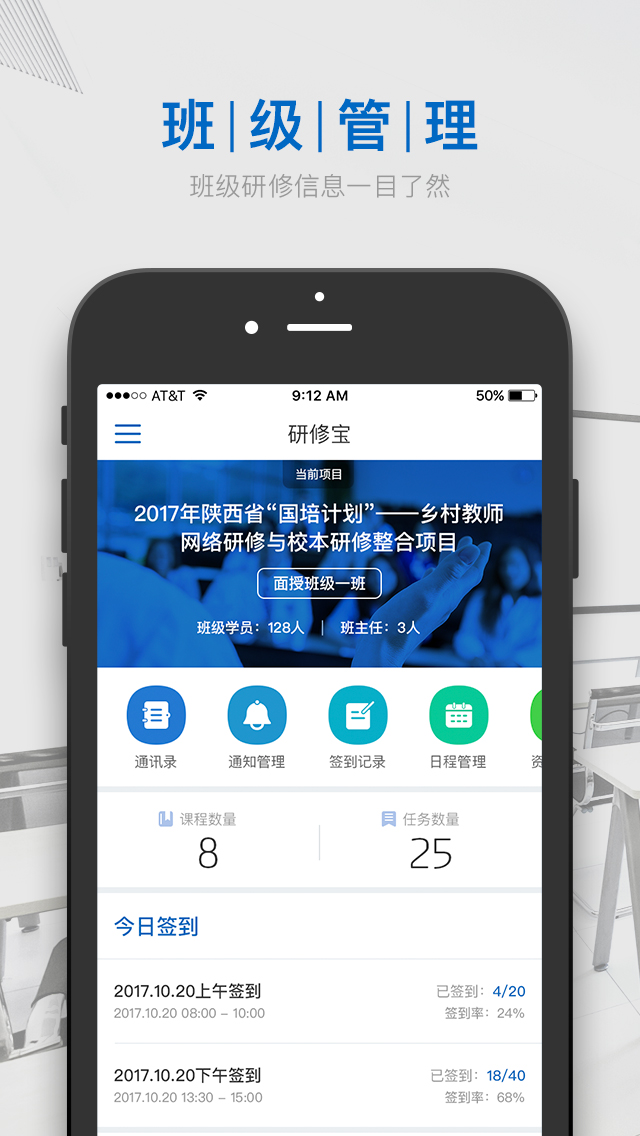 班|级|管|理
班级研修信息一目了然
AT&T 9:12 AM 50%
研修宝
当前项目
2017年陕西省“国培计划”——乡村教师
网络研修与校本研修整合项目
面授班级一班
班级学员：128人 | 班主任：3人
通讯录 通知管理 签到记录 日程管理 资
课程数量 任务数量
8 25
今日签到
2017.10.20上午签到 已签到：4/20
2017.10.20 08:00 – 10:00 签到率：24%
2017.10.20下午签到 已签到：18/40
2017.10.20 13:30 – 15:00 签到率：68%